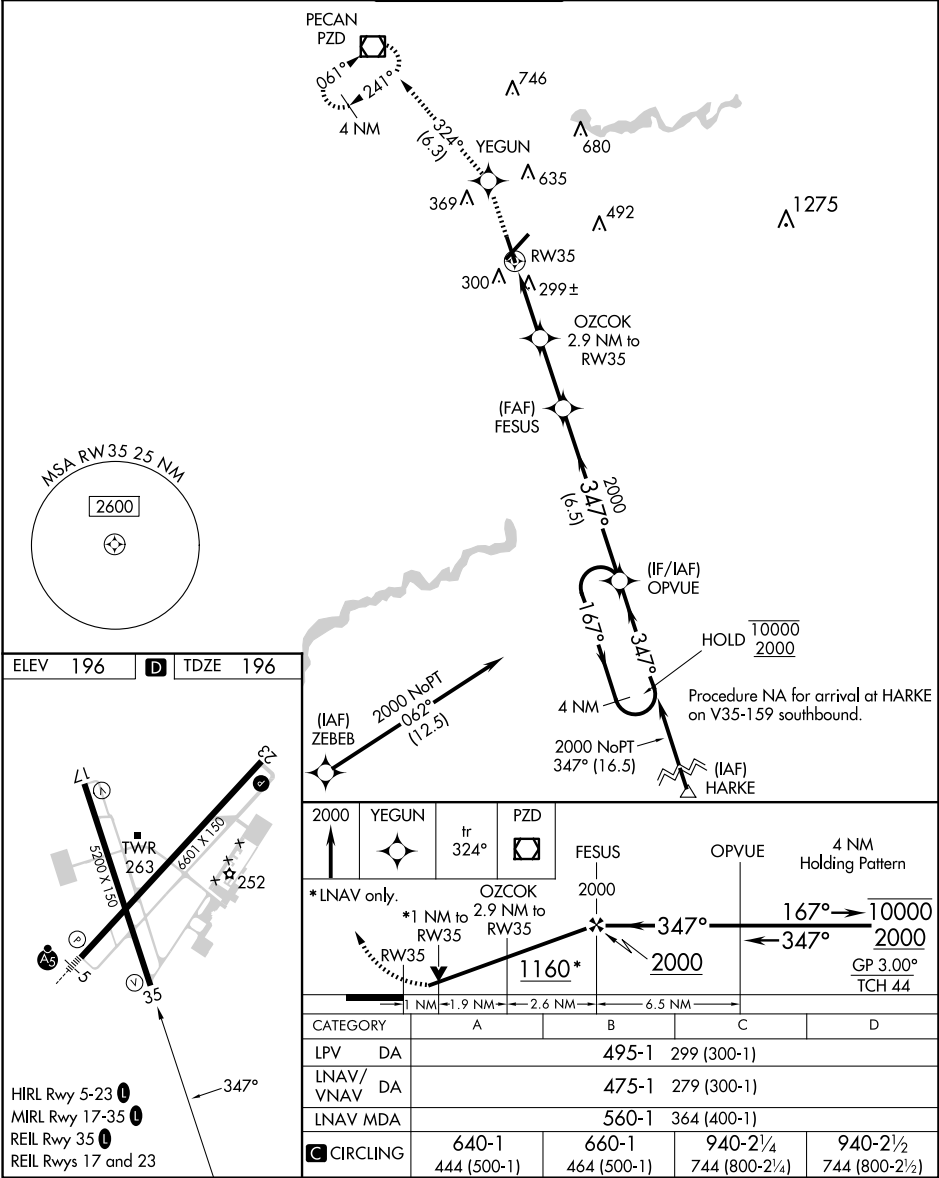 PECAN
PZD
061°
241°
4 NM
324°
(6.3)
746
680
YEGUN
635
369
492
1275
RW35
300
299±
OZCOK
2.9 NM to
RW35
(FAF)
FESUS
2000
347°
(6.5)
MSA RW35 25 NM
2600
(IF/IAF)
OPVUE
167°
347°
HOLD
10000
2000
4 NM
Procedure NA for arrival at HARKE
on V35-159 southbound.
2000 NoPT
062°
(12.5)
(IAF)
ZEBEB
2000 NoPT
347° (16.5)
(IAF)
HARKE
ELEV 196 D TDZE 196
17
23
V
P
TWR
263
5200 X 150
6601 X 150
252
A5
P
5
V
35
347°
HIRL Rwy 5-23 L
MIRL Rwy 17-35 L
REIL Rwy 35 L
REIL Rwys 17 and 23
2000
YEGUN
tr
324°
PZD
FESUS
2000
OPVUE
4 NM
Holding Pattern
*LNAV only.
*1 NM to
RW35
OZCOK
2.9 NM to
RW35
RW35
1160*
347°
2000
167°
347°
10000
2000
GP 3.00°
TCH 44
1 NM 1.9 NM 2.6 NM 6.5 NM
CATEGORY A B C D
LPV DA 495-1 299 (300-1)
LNAV/
VNAV DA 475-1 279 (300-1)
LNAV MDA 560-1 364 (400-1)
C CIRCLING 640-1 660-1 940-2¼ 940-2½
444 (500-1) 464 (500-1) 744 (800-2¼) 744 (800-2½)